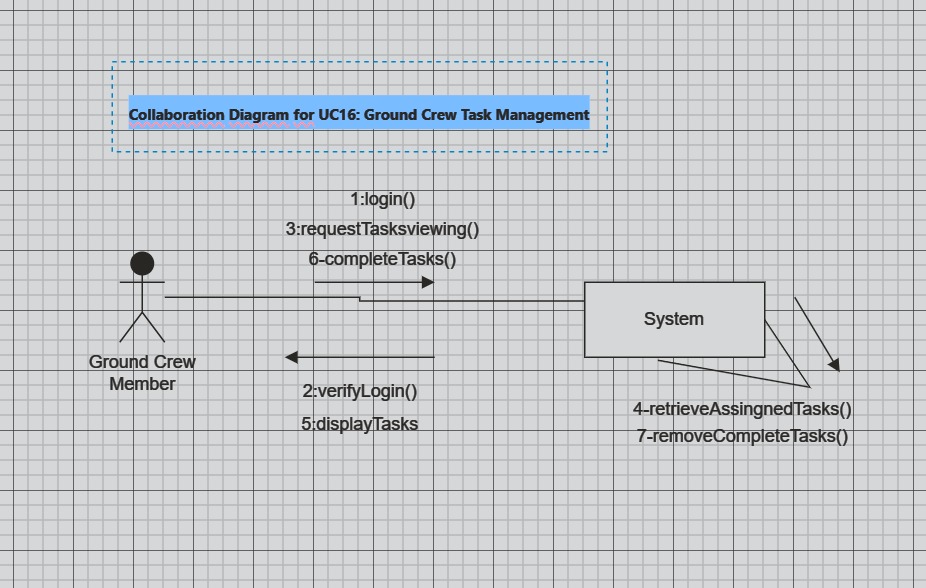 Collaboration Diagram for UC16: Ground Crew Task Management
1:login()
3:requestTasksviewing()
6-completeTasks()
System
Ground Crew
Member
2:verifyLogin()
5:displayTasks
4-retrieveAssingnedTasks()
7-removeCompleteTasks()